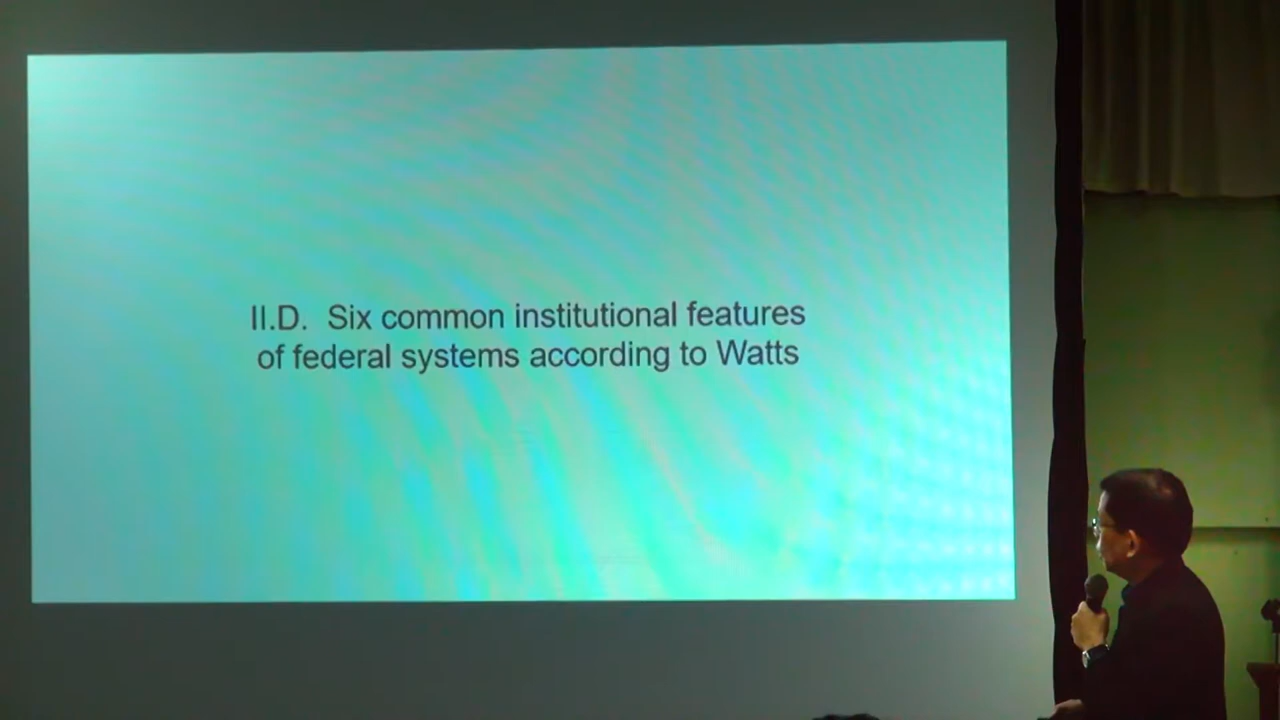 II.D.  Six common institutional features
of federal systems according to Watts